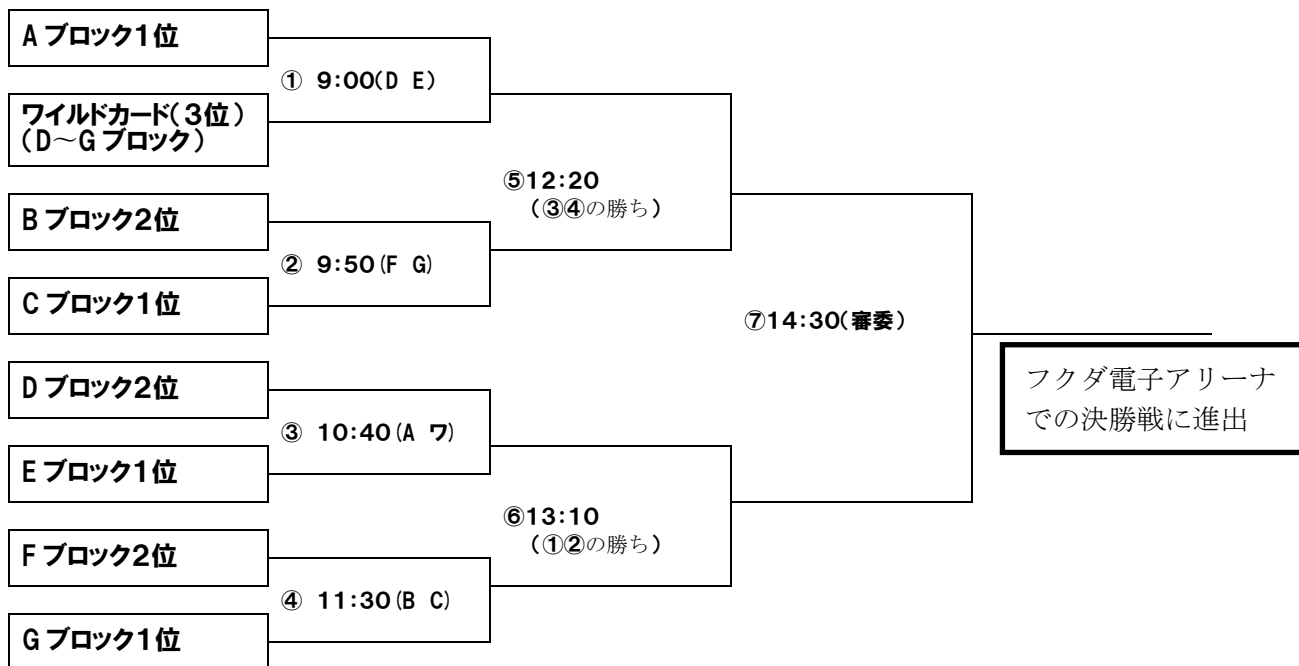 Aブロック1位
① 9:00(D E)
ワイルドカード(3位)
(D~Gブロック)
⑤12:20
(③④の勝ち)
Bブロック2位
② 9:50(F G)
Cブロック1位
⑦14:30(審委)
Dブロック2位
フクダ電子アリーナ
での決勝戦に進出
③ 10:40(A ワ)
Eブロック1位
⑥13:10
(①②の勝ち)
Fブロック2位
④ 11:30(B C)
Gブロック1位